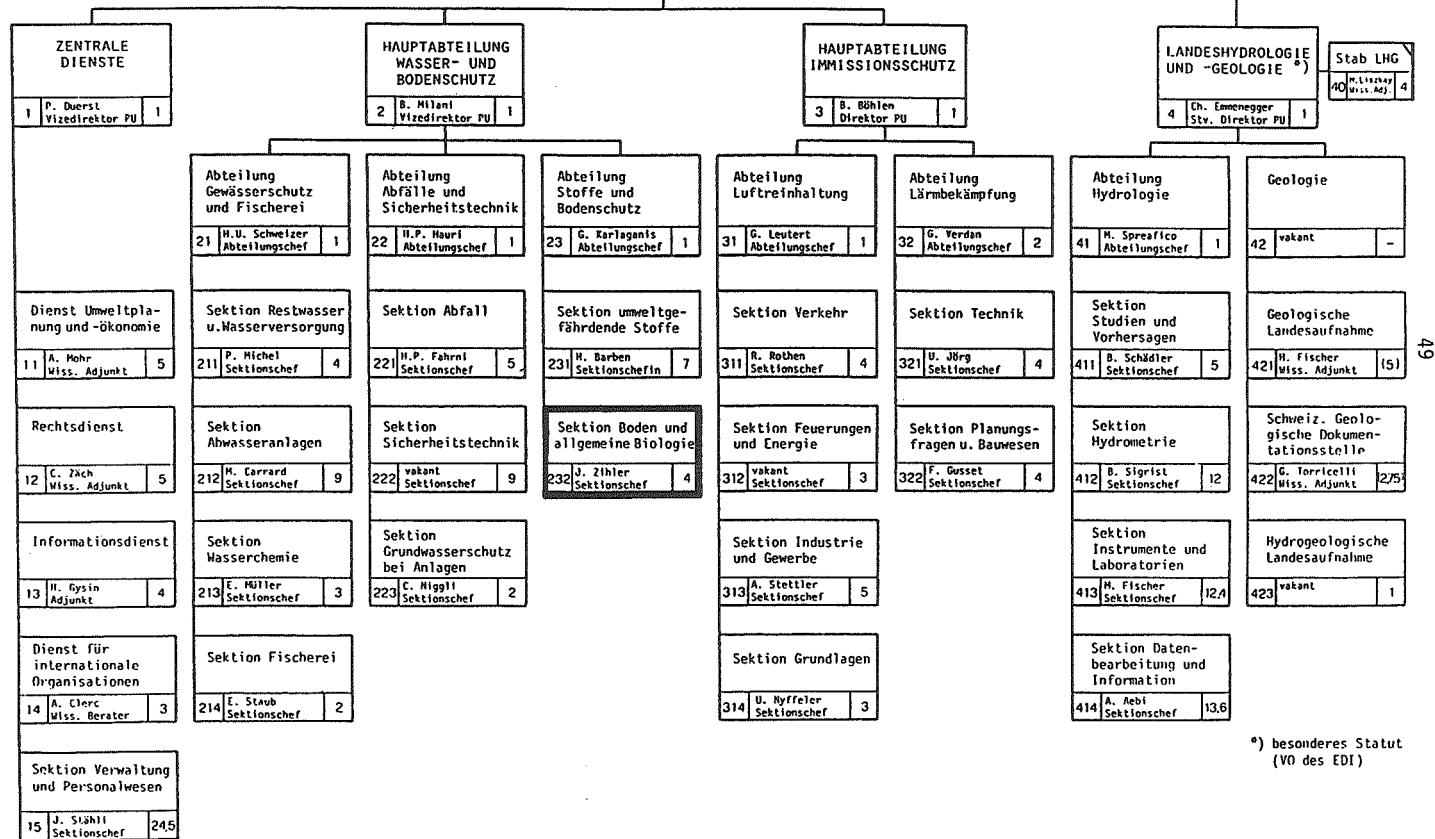 ZENTRALE
DIENSTE
1 P. Duerst
Vizedirektor PU 1
HAUPTABTEILUNG
WASSER- UND
BODENSCHUTZ
2 B. Milani
Vizedirektor PU 1
HAUPTABTEILUNG
IMMISSIONSSCHUTZ
3 B. Böhlen
Direktor PU 1
LANDESHYDROLOGIE
UND -GEOLOGIE *)
4 Ch. Emmenegger
Stv. Direktor PU 1
Stab LHG
40 M.Liszkay
Wiss.Adj. 4
Abteilung
Gewässerschutz
und Fischerei
21 H.U. Schweizer
Abteilungschef 1
Abteilung
Abfälle und
Sicherheitstechnik
22 H.P. Hauri
Abteilungschef 1
Abteilung
Stoffe und
Bodenschutz
23 G. Karlaganis
Abteilungschef 1
Abteilung
Luftreinhaltung
31 G. Leutert
Abteilungschef 1
Abteilung
Lärmbekämpfung
32 G. Verdan
Abteilungschef 2
Abteilung
Hydrologie
41 M. Spreafico
Abteilungschef 1
Geologie
42 vakant -
Dienst Umweltpla-
nung und -ökonomie
11 A. Mohr
Wiss. Adjunkt 5
Sektion Restwasser
u.Wasserversorgung
211 P. Michel
Sektionschef 4
Sektion Abfall
221 H.P. Fahrni
Sektionschef 5
Sektion umweltge-
fährdende Stoffe
231 H. Barben
Sektionschefin 7
Sektion Verkehr
311 R. Rothen
Sektionschef 4
Sektion Technik
321 U. Jörg
Sektionschef 4
Sektion
Studien und
Vorhersagen
411 B. Schädler
Sektionschef 5
Geologische
Landesaufnahme
421 H. Fischer
Wiss. Adjunkt (5)
49
Rechtsdienst
12 C. Zäch
Wiss. Adjunkt 5
Sektion
Abwasseranlagen
212 M. Carrard
Sektionschef 9
Sektion
Sicherheitstechnik
222 vakant
Sektionschef 9
Sektion Boden und
allgemeine Biologie
232 J. Zihler
Sektionschef 4
Sektion Feuerungen
und Energie
312 vakant
Sektionschef 3
Sektion Planungs-
fragen u. Bauwesen
322 F. Gusset
Sektionschef 4
Sektion
Hydrometrie
412 B. Sigrist
Sektionschef 12
Schweiz. Geolo-
gische Dokumen-
tationsstelle
422 G. Torricelli
Wiss. Adjunkt
Informationsdienst
13 H. Gysin
Adjunkt 4
Sektion
Wasserchemie
213 E. Müller
Sektionschef 3
Sektion
Grundwasserschutz
bei Anlagen
223 C. Niggli
Sektionschef 2
Sektion Industrie
und Gewerbe
313 A. Stettler
Sektionschef 5
Sektion
Instrumente und
Laboratorien
413 M. Fischer
Sektionschef 12,4
Hydrogeologische
Landesaufnahme
423 vakant 1
Dienst für
internationale
Organisationen
14 A. Clerc
Wiss. Berater 3
Sektion Fischerei
214 E. Staub
Sektionschef 2
Sektion Grundlagen
314 U. Nyffeler
Sektionschef 3
Sektion Daten-
bearbeitung und
Information
414 A. Aebi
Sektionschef 13,6
Sektion Verwaltung
und Personalwesen
15 J. Stähli
Sektionschef 24,5
*) besonderes Statut
(VO des EDI)